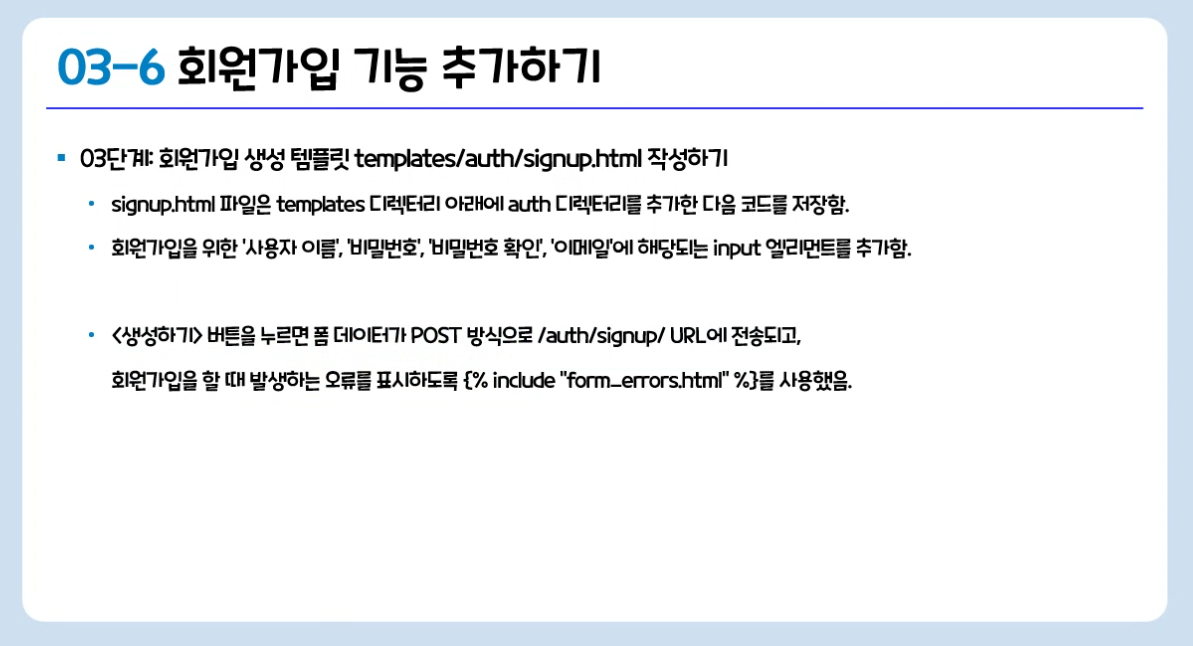 03-6 회원가입 기능 추가하기
▪ 03단계: 회원가입 생성 템플릿 templates/auth/signup.html 작성하기
• signup.html 파일은 templates 디렉터리 아래에 auth 디렉터리를 추가한 다음 코드를 저장함.
• 회원가입을 위한 '사용자 이름', '비밀번호', '비밀번호 확인', '이메일'에 해당되는 input 엘리먼트를 추가함.
• <생성하기> 버튼을 누르면 폼 데이터가 POST 방식으로 /auth/signup/ URL에 전송되고,
회원가입을 할 때 발생하는 오류를 표시하도록 {% include "form_errors.html" %}를 사용했음.